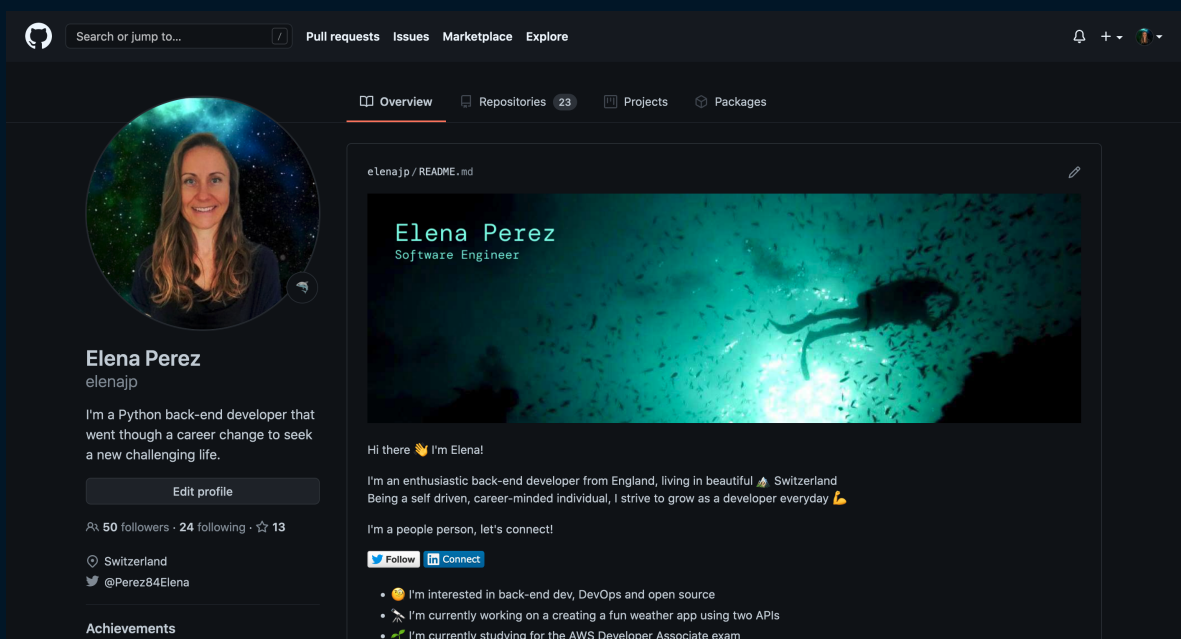 Search or jump to...
/
Pull requests
Issues
Marketplace
Explore
Overview
Repositories 23
Projects
Packages
Elena Perez
elenajp
I'm a Python back-end developer that
went though a career change to seek
a new challenging life.
Edit profile
50 followers · 24 following · 13
Switzerland
@Perez84Elena
Achievements
elenajp/README.md
Elena Perez
Software Engineer
Hi there 👋 I'm Elena!
I'm an enthusiastic back-end developer from England, living in beautiful 🏔 Switzerland
Being a self driven, career-minded individual, I strive to grow as a developer everyday 💪
I'm a people person, let's connect!
Follow
in Connect
• 🧐 I'm interested in back-end dev, DevOps and open source
• 🔭 I'm currently working on a creating a fun weather app using two APIs
• 🌱 I'm currently studying for the AWS Developer Associate exam